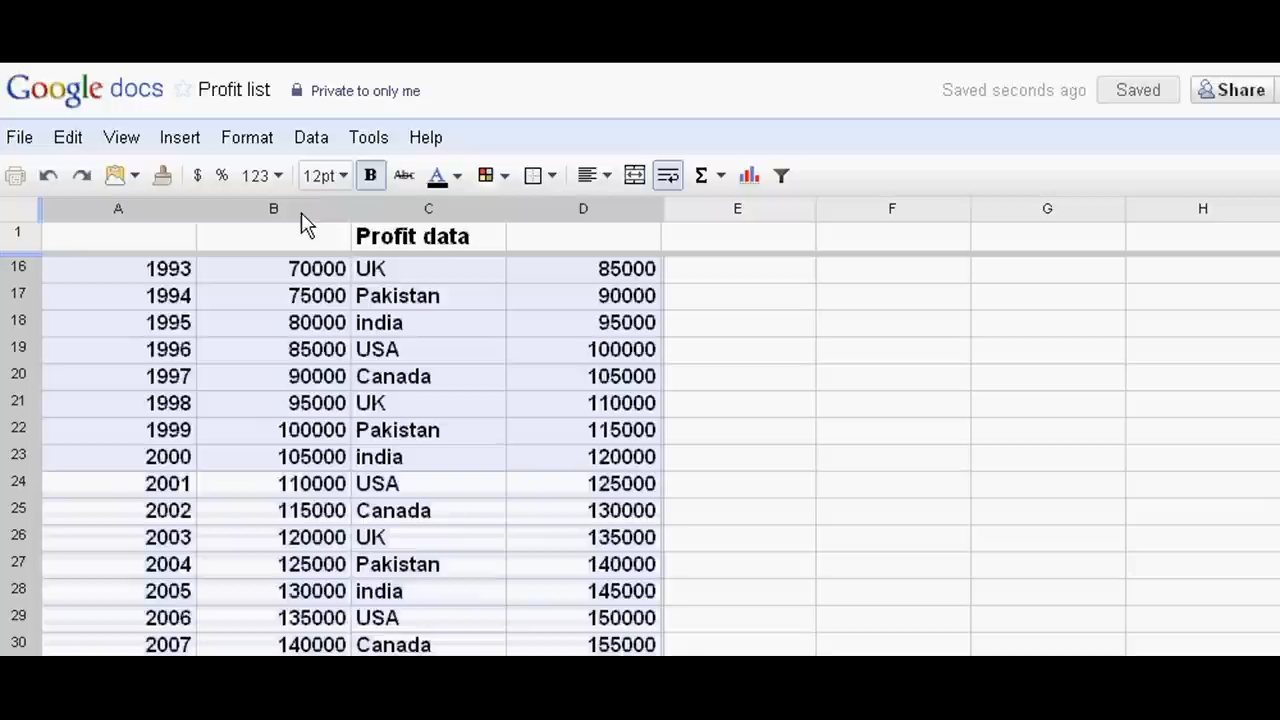 Google docs Profit list Private to only me Saved seconds ago Saved Share
File Edit View Insert Format Data Tools Help
$ % 123 12pt B Abc A Σ
A B C D E F G H
1 Profit data
16 1993 70000 UK 85000
17 1994 75000 Pakistan 90000
18 1995 80000 india 95000
19 1996 85000 USA 100000
20 1997 90000 Canada 105000
21 1998 95000 UK 110000
22 1999 100000 Pakistan 115000
23 2000 105000 india 120000
24 2001 110000 USA 125000
25 2002 115000 Canada 130000
26 2003 120000 UK 135000
27 2004 125000 Pakistan 140000
28 2005 130000 india 145000
29 2006 135000 USA 150000
30 2007 140000 Canada 155000